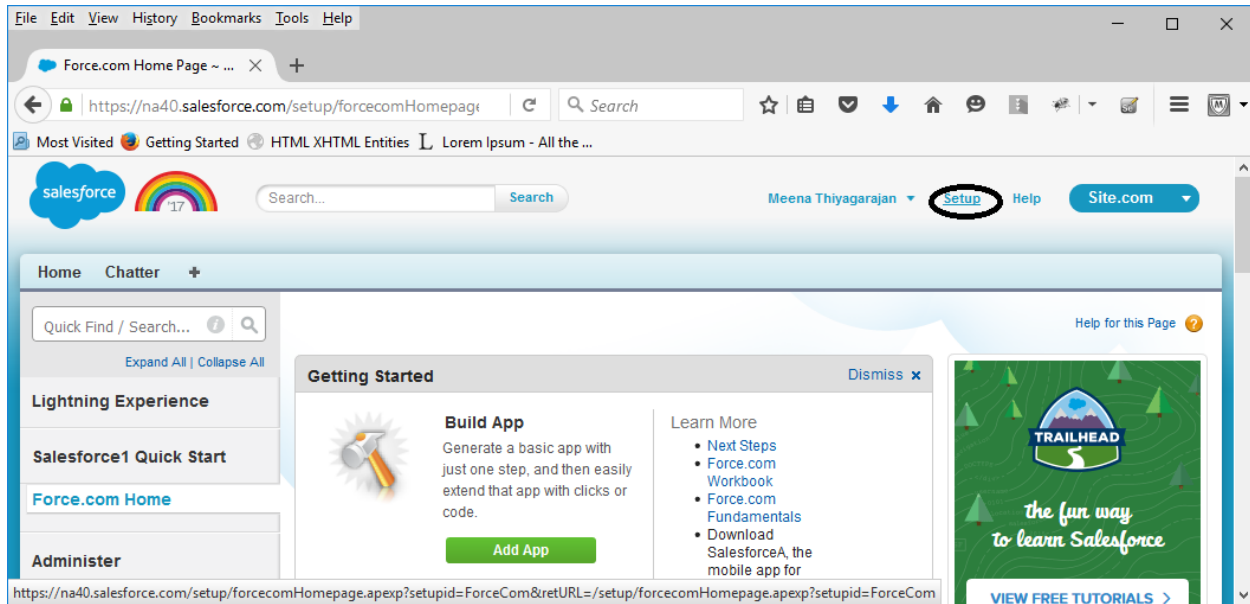 File Edit View History Bookmarks Tools Help
Force.com Home Page ~ ...
https://na40.salesforce.com/setup/forcecomHomepage
Search
Most Visited Getting Started HTML XHTML Entities L Lorem Ipsum - All the ...
salesforce '17 Search... Search Meena Thiyagarajan Setup Help Site.com
Home Chatter +
Quick Find / Search...
Expand All | Collapse All
Lightning Experience
Salesforce1 Quick Start
Force.com Home
Administer
Help for this Page ?
Getting Started Dismiss x
Build App
Generate a basic app with
just one step, and then easily
extend that app with clicks or
code.
Add App
Learn More
• Next Steps
• Force.com
Workbook
• Force.com
Fundamentals
• Download
SalesforceA, the
mobile app for
TRAILHEAD
the fun way
to learn Salesforce
VIEW FREE TUTORIALS >
https://na40.salesforce.com/setup/forcecomHomepage.apexp?setupid=ForceCom&retURL=/setup/forcecomHomepage.apexp?setupid=ForceCom